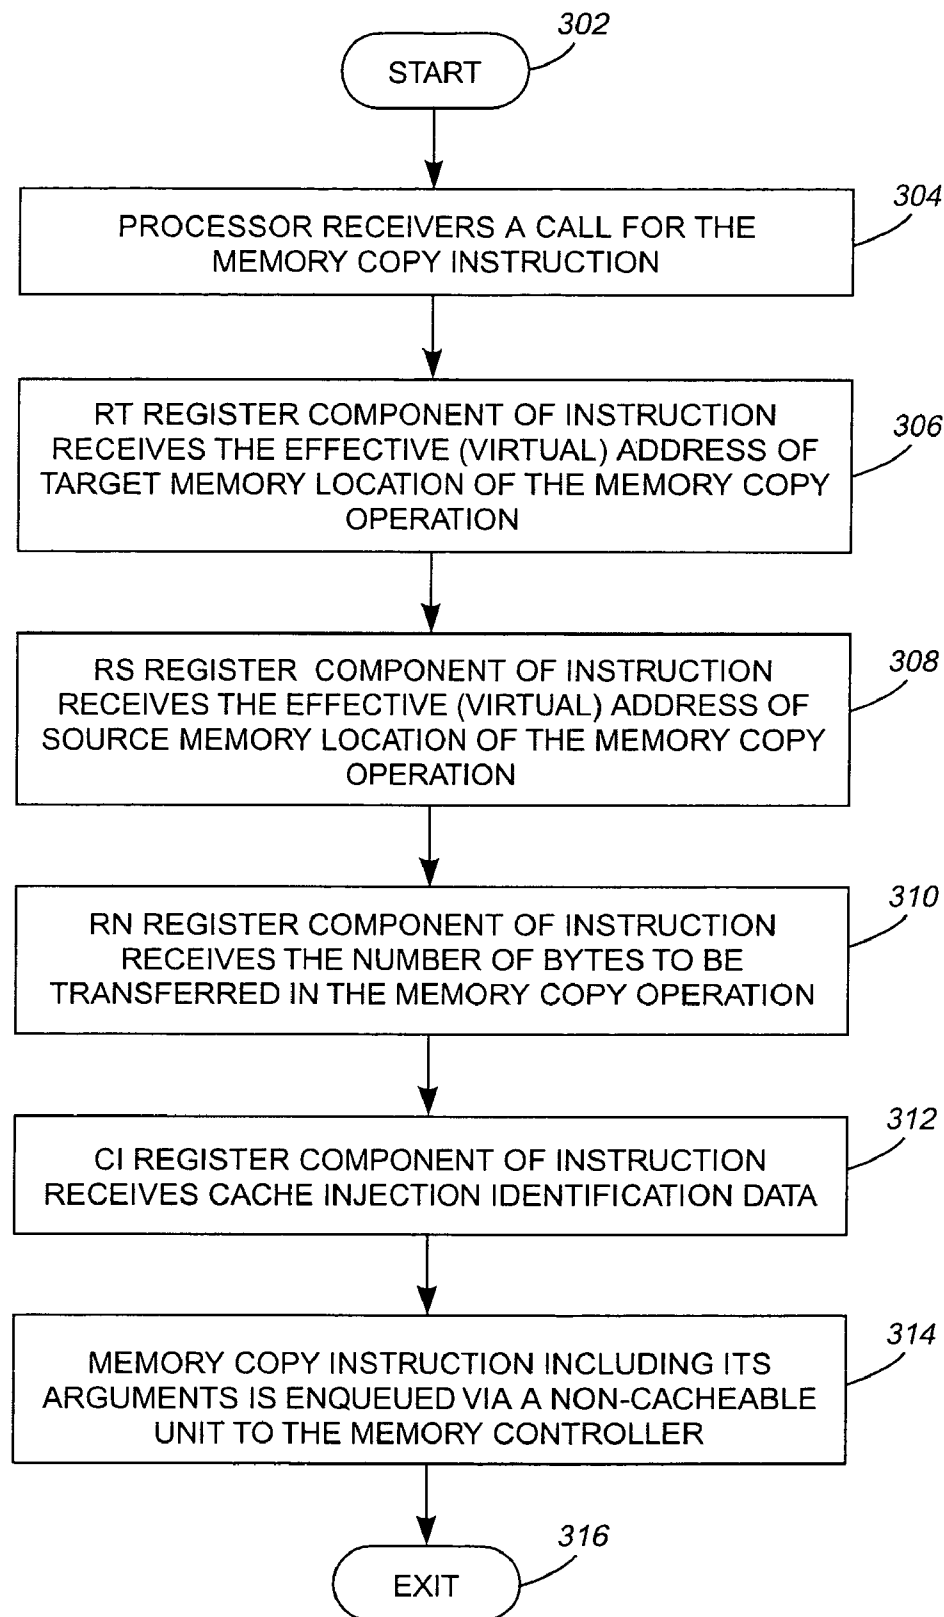 302
START
304
PROCESSOR RECEIVERS A CALL FOR THE
MEMORY COPY INSTRUCTION
306
RT REGISTER COMPONENT OF INSTRUCTION
RECEIVES THE EFFECTIVE (VIRTUAL) ADDRESS OF
TARGET MEMORY LOCATION OF THE MEMORY COPY
OPERATION
308
RS REGISTER COMPONENT OF INSTRUCTION
RECEIVES THE EFFECTIVE (VIRTUAL) ADDRESS OF
SOURCE MEMORY LOCATION OF THE MEMORY COPY
OPERATION
310
RN REGISTER COMPONENT OF INSTRUCTION
RECEIVES THE NUMBER OF BYTES TO BE
TRANSFERRED IN THE MEMORY COPY OPERATION
312
CI REGISTER COMPONENT OF INSTRUCTION
RECEIVES CACHE INJECTION IDENTIFICATION DATA
314
MEMORY COPY INSTRUCTION INCLUDING ITS
ARGUMENTS IS ENQUEUED VIA A NON-CACHEABLE
UNIT TO THE MEMORY CONTROLLER
316
EXIT